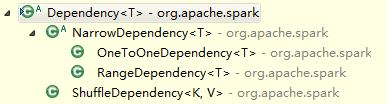 Dependency<T> - org.apache.spark
NarrowDependency<T> - org.apache.spark
OneToOneDependency<T> - org.apache.spark
RangeDependency<T> - org.apache.spark
ShuffleDependency<K, V> - org.apache.spark